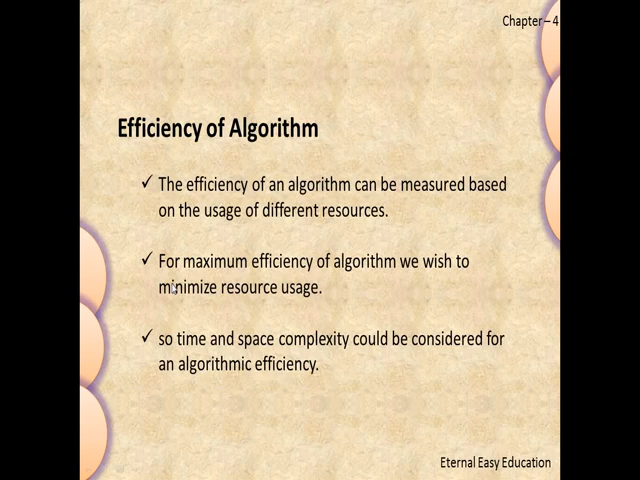 Chapter – 4
Efficiency of Algorithm
✓ The efficiency of an algorithm can be measured based
on the usage of different resources.
✓ For maximum efficiency of algorithm we wish to
minimize resource usage.
✓ so time and space complexity could be considered for
an algorithmic efficiency.
Eternal Easy Education